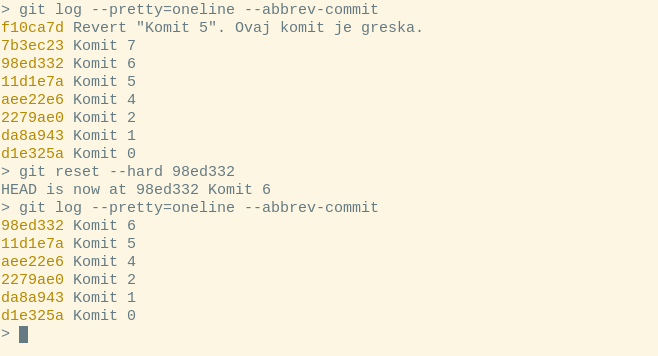 > git log --pretty=oneline --abbrev-commit
f10ca7d Revert "Komit 5". Ovaj komit je greska.
7b3ec23 Komit 7
98ed332 Komit 6
11d1e7a Komit 5
aee22e6 Komit 4
2279ae0 Komit 2
da8a943 Komit 1
d1e325a Komit 0
> git reset --hard 98ed332
HEAD is now at 98ed332 Komit 6
> git log --pretty=oneline --abbrev-commit
98ed332 Komit 6
11d1e7a Komit 5
aee22e6 Komit 4
2279ae0 Komit 2
da8a943 Komit 1
d1e325a Komit 0
>